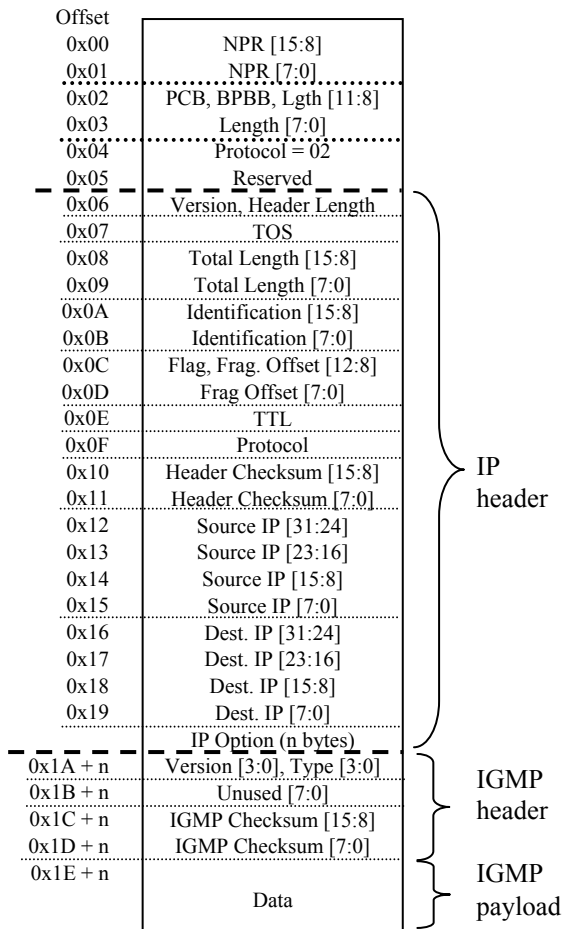 Offset
0x00 NPR [15:8]
0x01 NPR [7:0]
0x02 PCB, BPBB, Lgth [11:8]
0x03 Length [7:0]
0x04 Protocol = 02
0x05 Reserved
0x06 Version, Header Length
0x07 TOS
0x08 Total Length [15:8]
0x09 Total Length [7:0]
0x0A Identification [15:8]
0x0B Identification [7:0]
0x0C Flag, Frag. Offset [12:8]
0x0D Frag Offset [7:0]
0x0E TTL
0x0F Protocol
0x10 Header Checksum [15:8]
0x11 Header Checksum [7:0]
0x12 Source IP [31:24]
0x13 Source IP [23:16]
0x14 Source IP [15:8]
0x15 Source IP [7:0]
0x16 Dest. IP [31:24]
0x17 Dest. IP [23:16]
0x18 Dest. IP [15:8]
0x19 Dest. IP [7:0]
IP Option (n bytes)
IP
header
0x1A + n Version [3:0], Type [3:0]
0x1B + n Unused [7:0]
0x1C + n IGMP Checksum [15:8]
0x1D + n IGMP Checksum [7:0]
IGMP
header
0x1E + n
Data
IGMP
payload